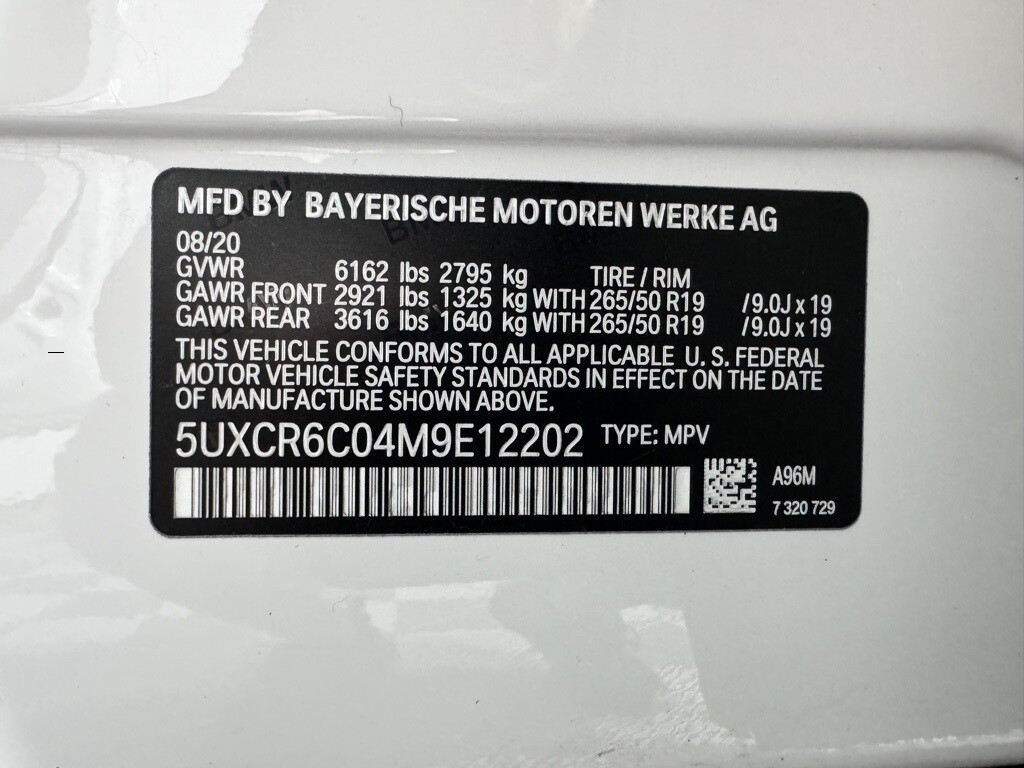 MFD BY BAYERISCHE MOTOREN WERKE AG
08/20
GVWR 6162 lbs 2795 kg TIRE / RIM
GAWR FRONT 2921 lbs 1325 kg WITH 265/50 R19 /9.0J x 19
GAWR REAR 3616 lbs 1640 kg WITH 265/50 R19 /9.0J x 19
THIS VEHICLE CONFORMS TO ALL APPLICABLE U. S. FEDERAL
MOTOR VEHICLE SAFETY STANDARDS IN EFFECT ON THE DATE
OF MANUFACTURE SHOWN ABOVE.
5UXCR6C04M9E12202 TYPE: MPV
A96M
7 320 729